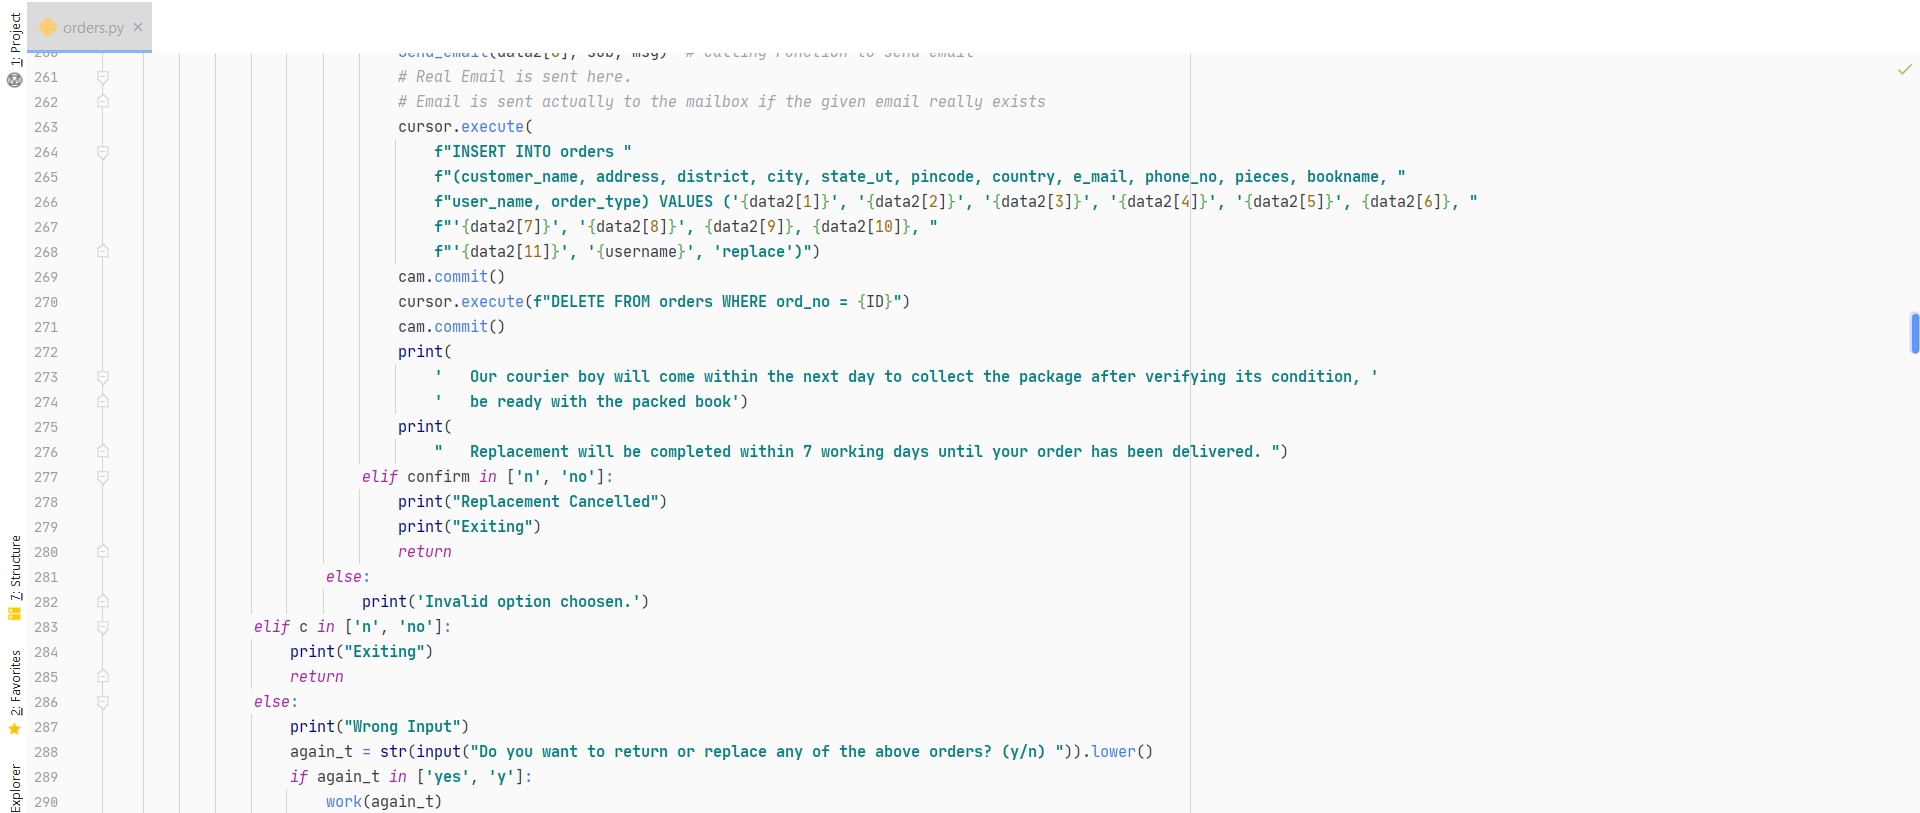 orders.py
1: Project
7: Structure
2: Favorites
Explorer
261 # Real Email is sent here.
262 # Email is sent actually to the mailbox if the given email really exists
263 cursor.execute(
264 f"INSERT INTO orders "
265 f"(customer_name, address, district, city, state_ut, pincode, country, e_mail, phone_no, pieces, bookname, "
266 f"user_name, order_type) VALUES ('{data2[1]}', '{data2[2]}', '{data2[3]}', '{data2[4]}', '{data2[5]}', {data2[6]}, "
267 f"'{data2[7]}', '{data2[8]}', {data2[9]}, {data2[10]}, "
268 f"'{data2[11]}', '{username}', 'replace')")
269 cam.commit()
270 cursor.execute(f"DELETE FROM orders WHERE ord_no = {ID}")
271 cam.commit()
272 print(
273 '   Our courier boy will come within the next day to collect the package after verifying its condition, '
274 '   be ready with the packed book')
275 print(
276 "   Replacement will be completed within 7 working days until your order has been delivered. ")
277 elif confirm in ['n', 'no']:
278 print("Replacement Cancelled")
279 print("Exiting")
280 return
281 else:
282 print('Invalid option choosen.')
283 elif c in ['n', 'no']:
284 print("Exiting")
285 return
286 else:
287 print("Wrong Input")
288 again_t = str(input("Do you want to return or replace any of the above orders? (y/n) ")).lower()
289 if again_t in ['yes', 'y']:
290 work(again_t)